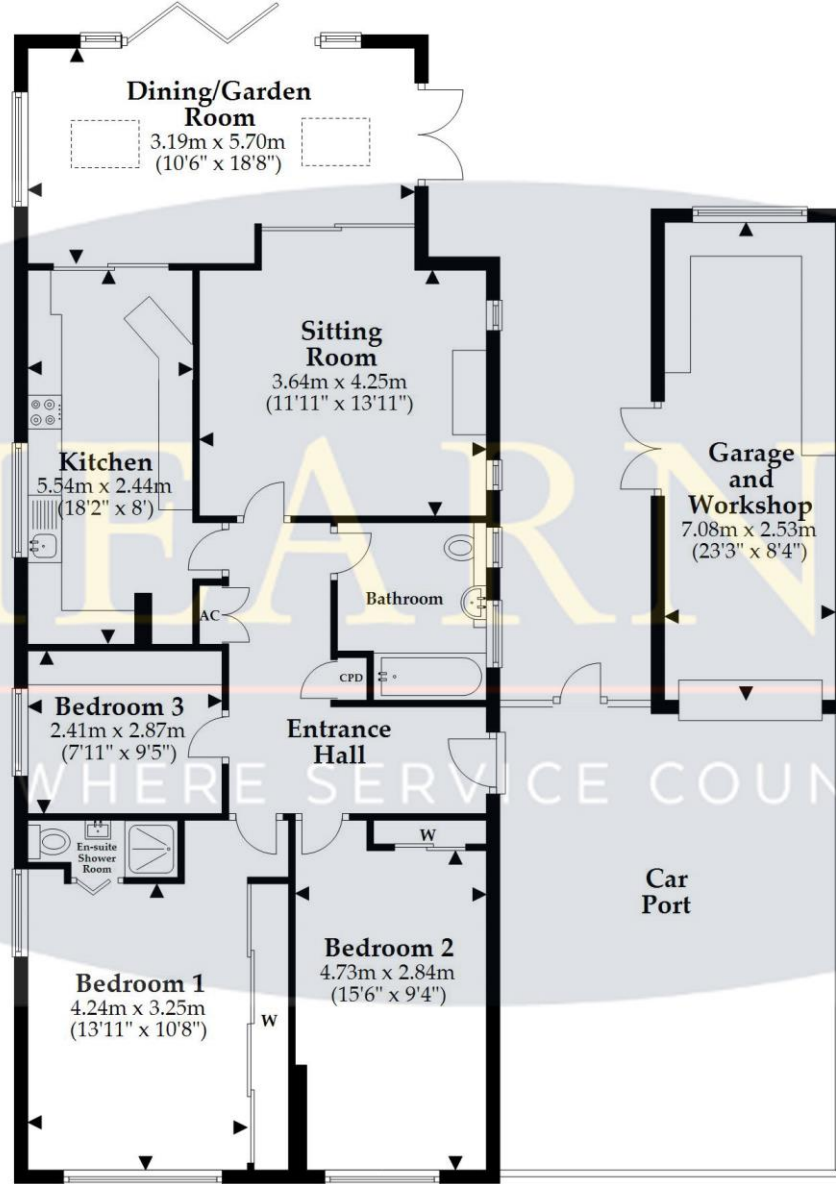 Dining/Garden
Room
3.19m x 5.70m
(10'6" x 18'8")
Sitting
Room
3.64m x 4.25m
(11'11" x 13'11")
Kitchen
5.54m x 2.44m
(18'2" x 8')
Garage
and
Workshop
7.08m x 2.53m
(23'3" x 8'4")
HEARN
AC
Bathroom
CPD
Bedroom 3
2.41m x 2.87m
(7'11" x 9'5")
Entrance
Hall
WHERE SERVICE COUN
W
En-suite
Shower
Room
Car
Port
Bedroom 1
4.24m x 3.25m
(13'11" x 10'8")
W
Bedroom 2
4.73m x 2.84m
(15'6" x 9'4")